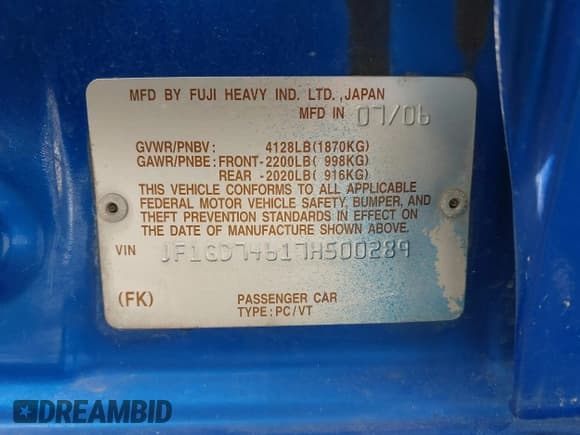 MFD BY FUJI HEAVY IND. LTD., JAPAN
MFD IN 07/06
GVWR/PNBV : 4128LB(1870KG)
GAWR/PNBE : FRONT-2200LB( 998KG)
REAR -2020LB( 916KG)
THIS VEHICLE CONFORMS TO ALL APPLICABLE
FEDERAL MOTOR VEHICLE SAFETY, BUMPER, AND
THEFT PREVENTION STANDARDS IN EFFECT ON
THE DATE OF MANUFACTURE SHOWN ABOVE.
VIN JF1GD74617H500289
(FK) PASSENGER CAR
TYPE : PC/VT
DREAMBID